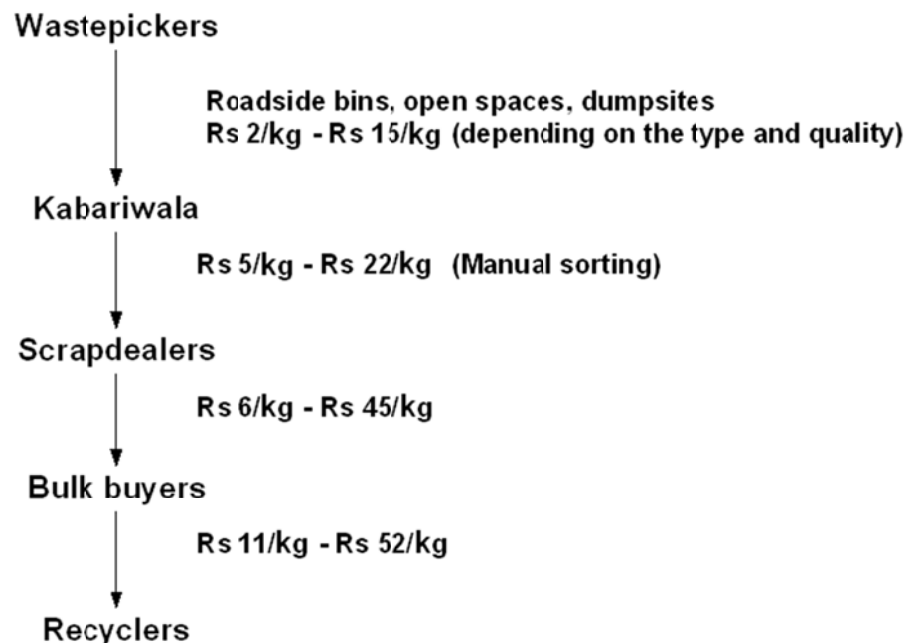 Wastepickers
Roadside bins, open spaces, dumpsites
Rs 2/kg - Rs 15/kg (depending on the type and quality)
Kabariwala
Rs 5/kg - Rs 22/kg (Manual sorting)
Scrapdealers
Rs 6/kg - Rs 45/kg
Bulk buyers
Rs 11/kg - Rs 52/kg
Recyclers